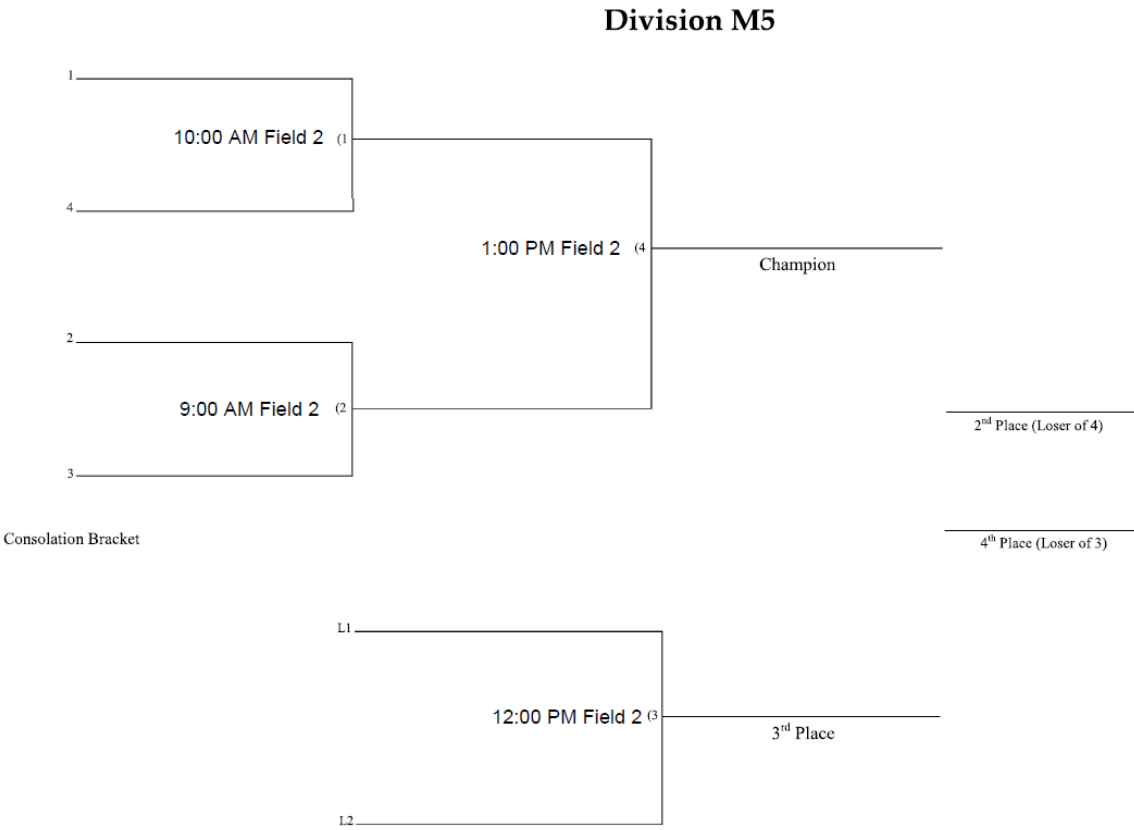 Division M5
1
10:00 AM Field 2 (1
4
1:00 PM Field 2 (4
Champion
2
9:00 AM Field 2 (2
2nd Place (Loser of 4)
3
Consolation Bracket
4th Place (Loser of 3)
L1
12:00 PM Field 2 (3
3rd Place
L2